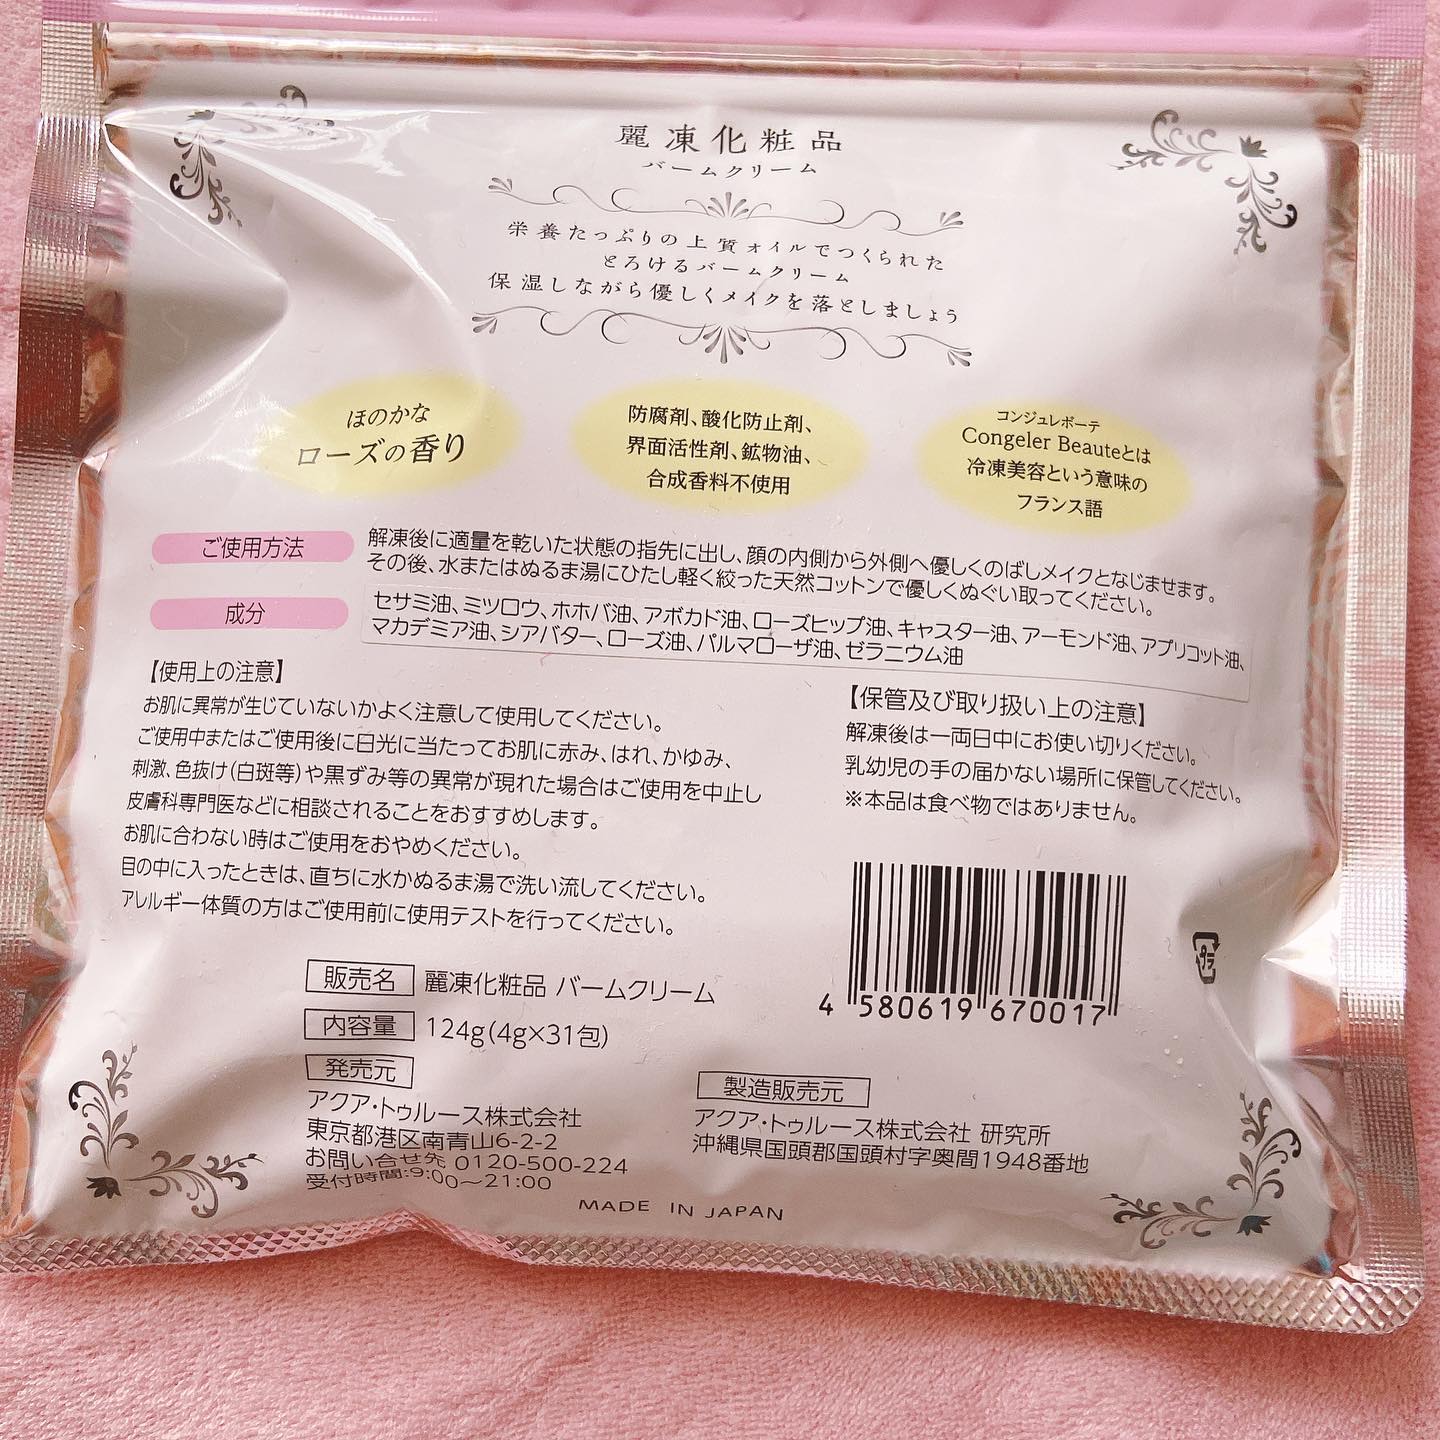 麗凍化粧品
バームクリーム
栄養たっぷりの上質オイルでつくられた
とろけるバームクリーム
保湿しながら優しくメイクを落としましょう
ほのかな
ローズの香り
防腐剤、酸化防止剤、
界面活性剤、鉱物油、
合成香料不使用
コンジュレボーテ
Congeler Beauteとは
冷凍美容という意味の
フランス語
ご使用方法
解凍後に適量を乾いた状態の指先に出し、顔の内側から外側へ優しくのばしメイクとなじませます。
その後、水またはぬるま湯にひたし軽く絞った天然コットンで優しくぬぐい取ってください。
成分
セサミ油、ミツロウ、ホホバ油、アボカド油、ローズヒップ油、キャスター油、アーモンド油、アプリコット油、
マカデミア油、シアバター、ローズ油、パルマローザ油、ゼラニウム油
【使用上の注意】
お肌に異常が生じていないかよく注意して使用してください。
ご使用中またはご使用後に日光に当たってお肌に赤み、はれ、かゆみ、
刺激、色抜け(白斑等)や黒ずみ等の異常が現れた場合はご使用を中止し
皮膚科専門医などに相談されることをおすすめします。
お肌に合わない時はご使用をおやめください。
目の中に入ったときは、直ちに水かぬるま湯で洗い流してください。
アレルギー体質の方はご使用前に使用テストを行ってください。
【保管及び取り扱い上の注意】
解凍後は一両日中にお使い切りください。
乳幼児の手の届かない場所に保管してください。
※本品は食べ物ではありません。
4 580619 670017
プラ
販売名 麗凍化粧品 バームクリーム
内容量 124g(4g×31包)
発売元
アクア・トゥルース株式会社
東京都港区南青山6-2-2
お問い合せ先 0120-500-224
受付時間:9:00〜21:00
製造販売元
アクア・トゥルース株式会社 研究所
沖縄県国頭郡国頭村字奥間1948番地
MADE IN JAPAN